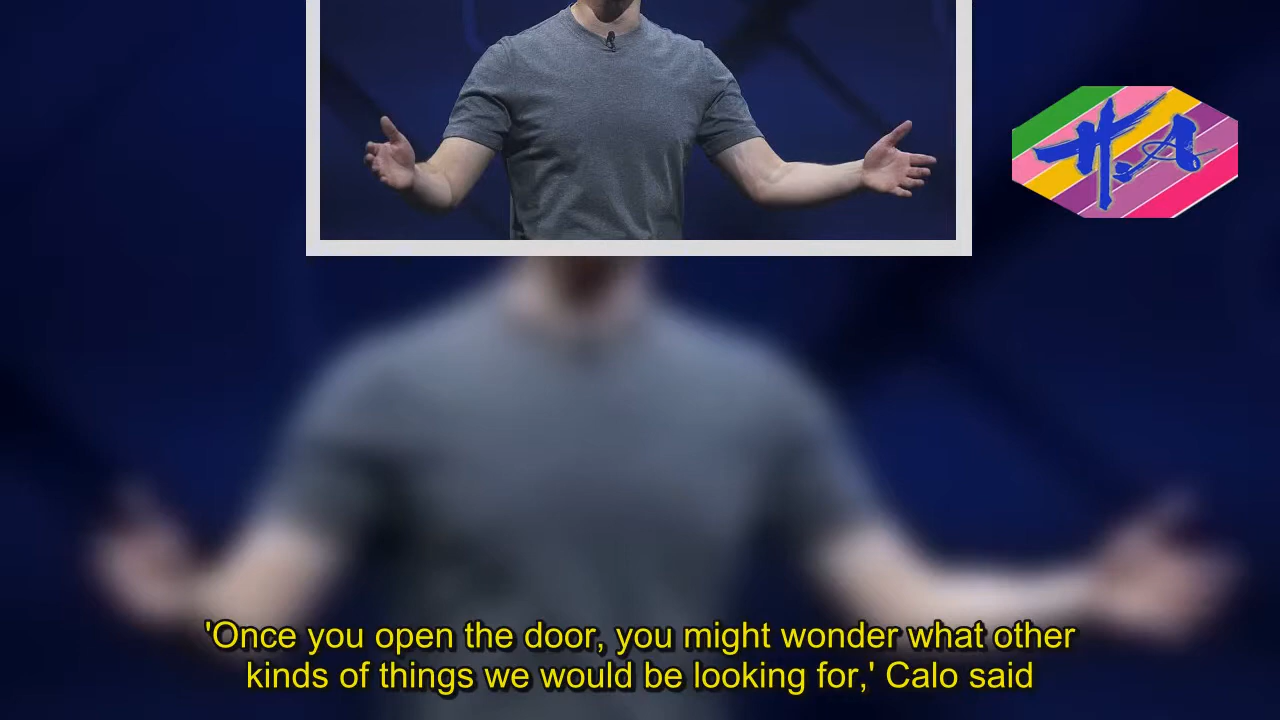 H.A
'Once you open the door, you might wonder what other
kinds of things we would be looking for,' Calo said